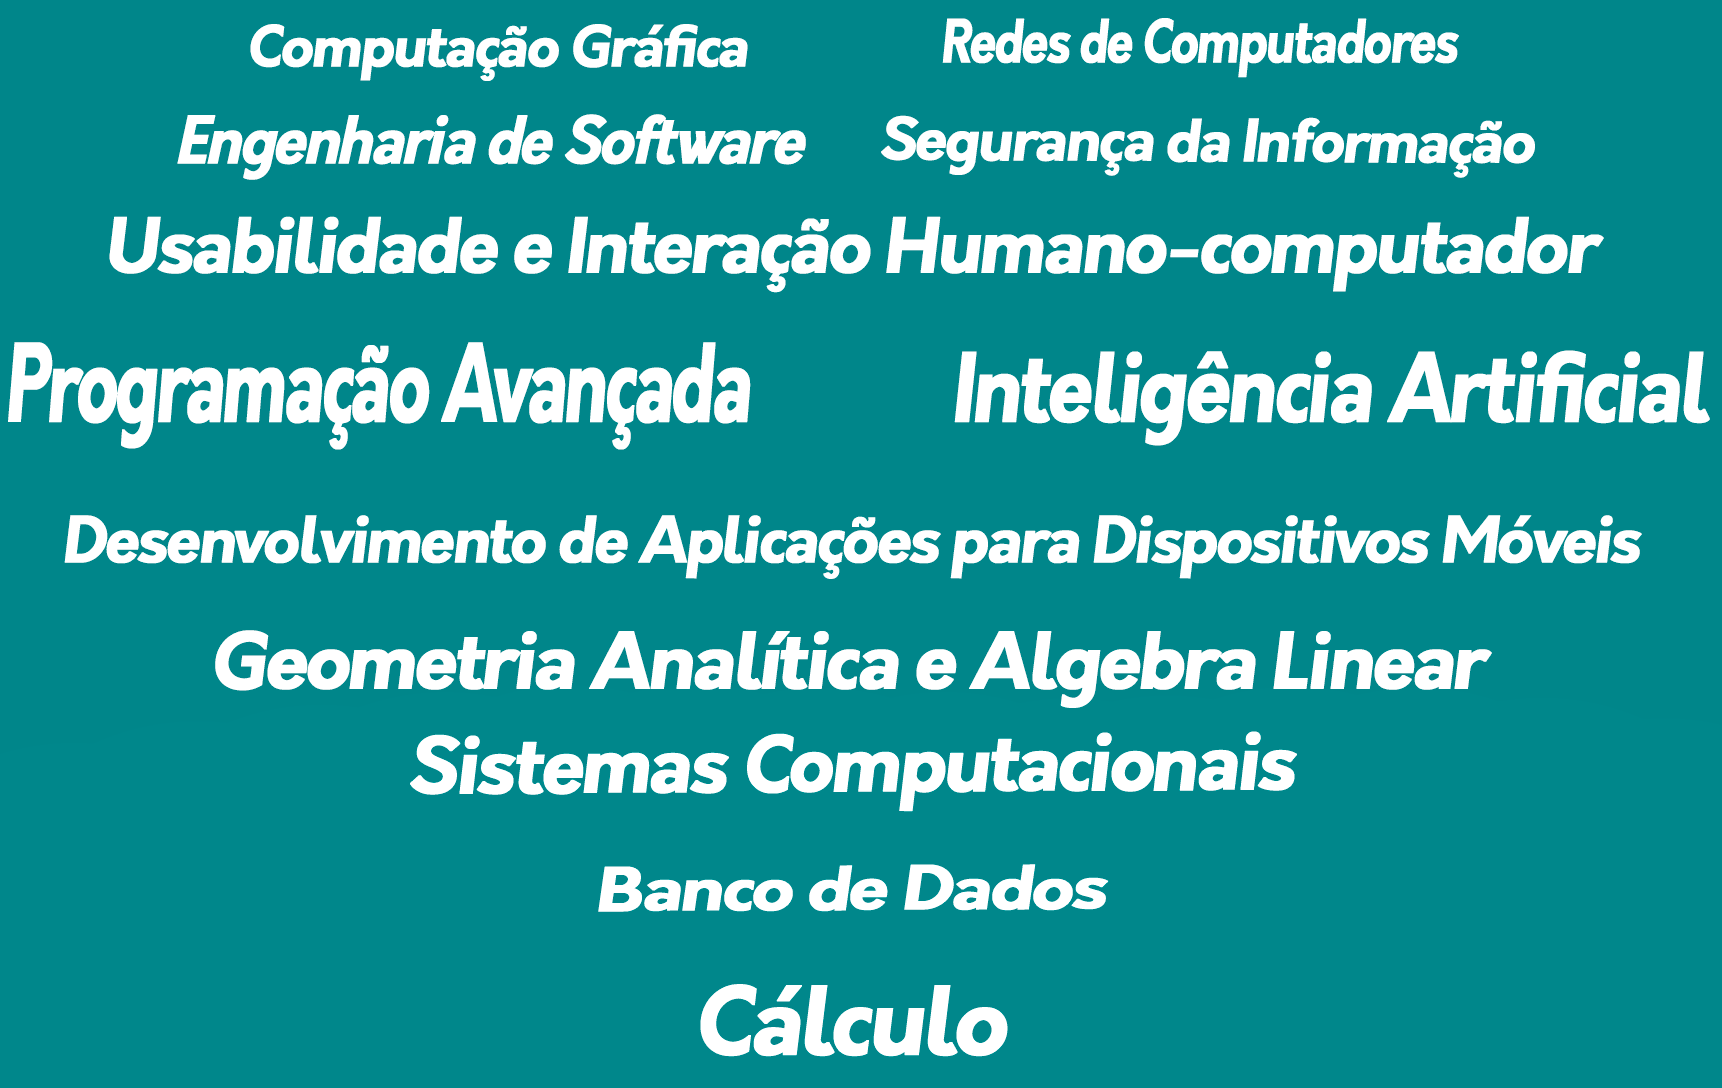 Computação Gráfica
Redes de Computadores
Engenharia de Software
Segurança da Informação
Usabilidade e Interação Humano-computador
Programação Avançada
Inteligência Artificial
Desenvolvimento de Aplicações para Dispositivos Móveis
Geometria Analítica e Algebra Linear
Sistemas Computacionais
Banco de Dados
Cálculo